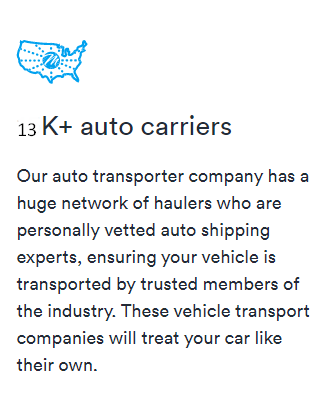 13 K+ auto carriers
Our auto transporter company has a
huge network of haulers who are
personally vetted auto shipping
experts, ensuring your vehicle is
transported by trusted members of
the industry. These vehicle transport
companies will treat your car like
their own.